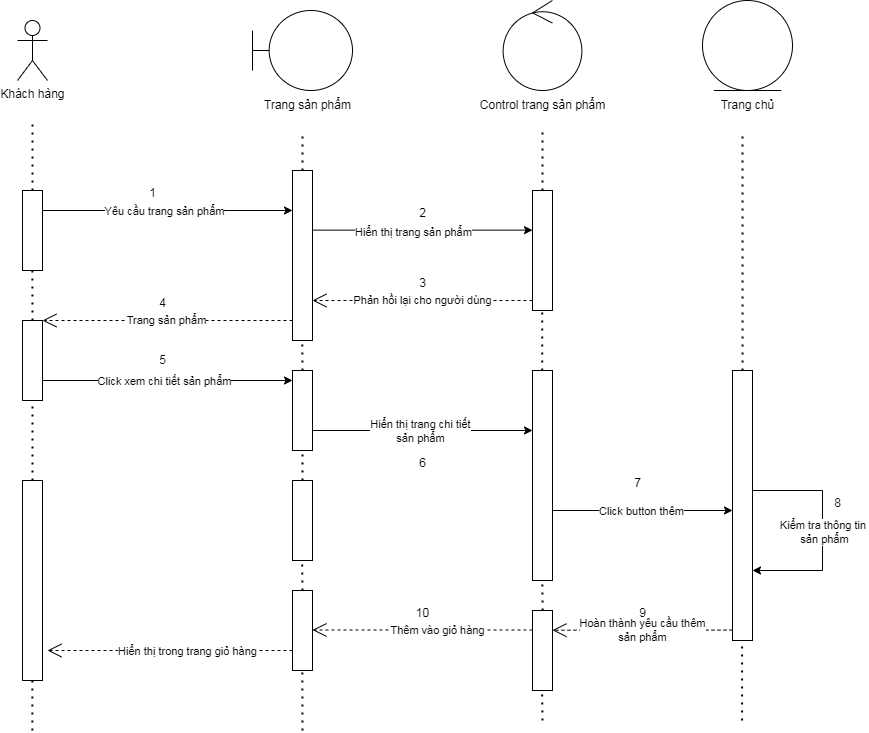 Khách hàng
Trang sản phẩm
Control trang sản phẩm
Trang chủ
1
Yêu cầu trang sản phẩm
2
Hiển thị trang sản phẩm
3
Phản hồi lại cho người dùng
4
Trang sản phẩm
5
Click xem chi tiết sản phẩm
Hiển thị trang chi tiết
sản phẩm
6
7
Click button thêm
8
Kiểm tra thông tin
sản phẩm
9
Hoàn thành yêu cầu thêm
sản phẩm
10
Thêm vào giỏ hàng
Hiển thị trong trang giỏ hàng